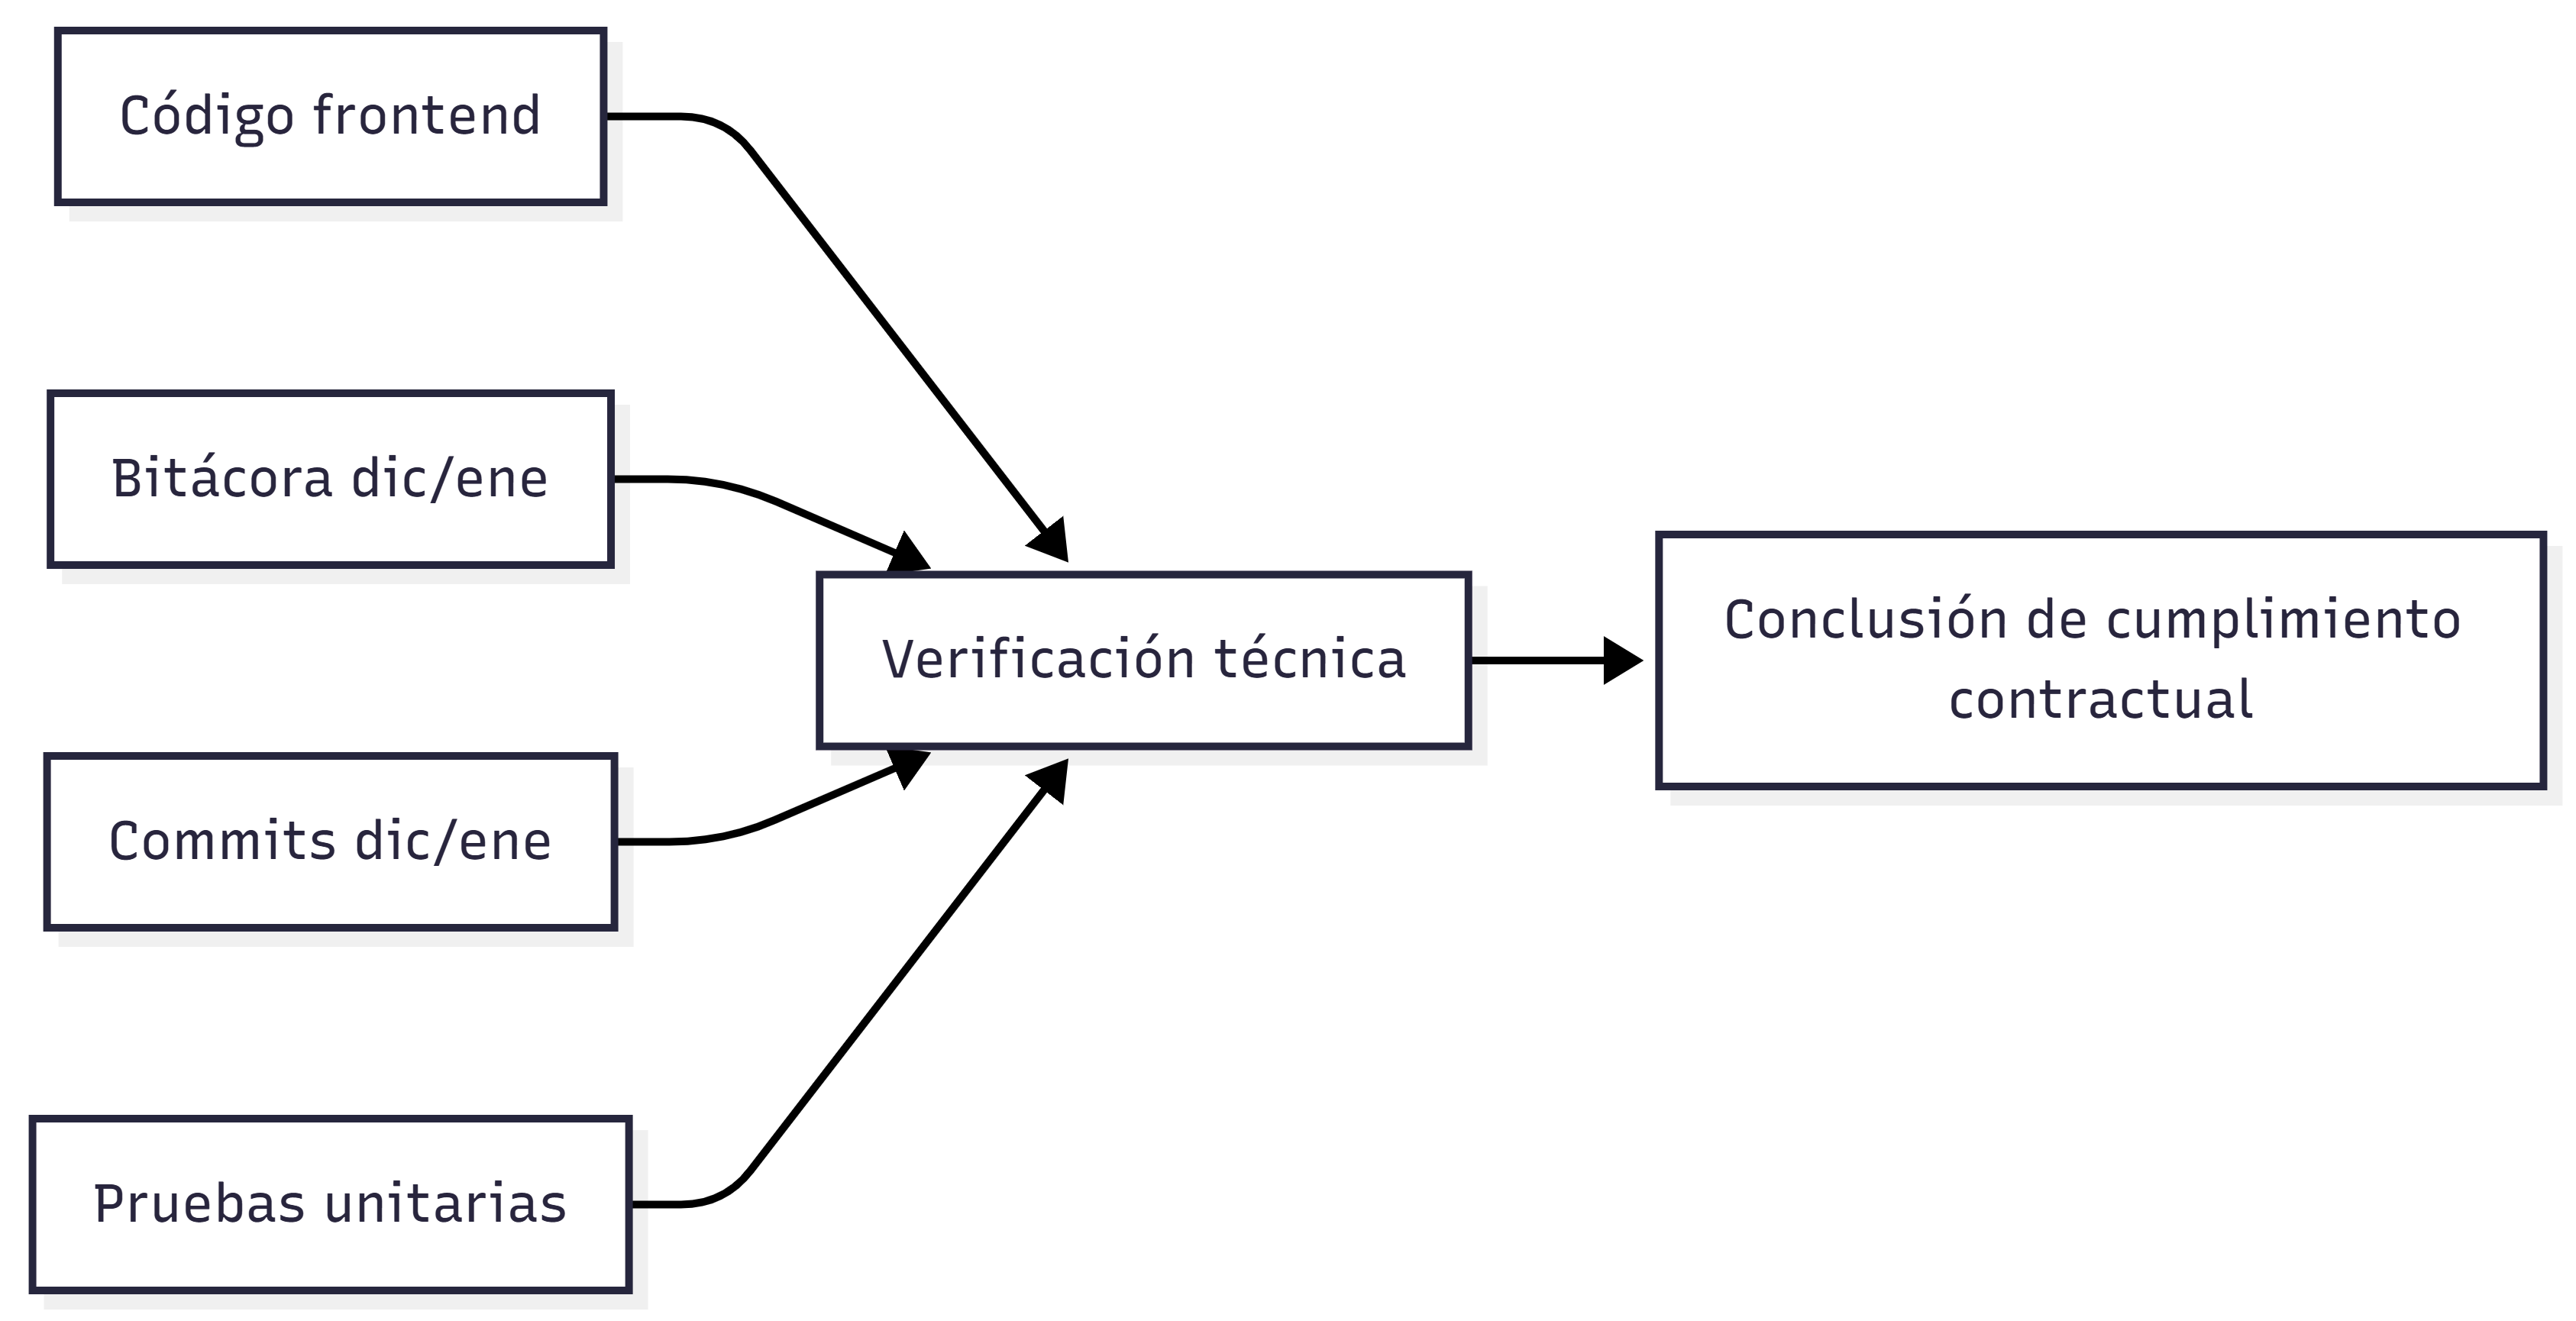 Código frontend
Bitácora dic/ene
Commits dic/ene
Pruebas unitarias
Verificación técnica
Conclusión de cumplimiento
contractual